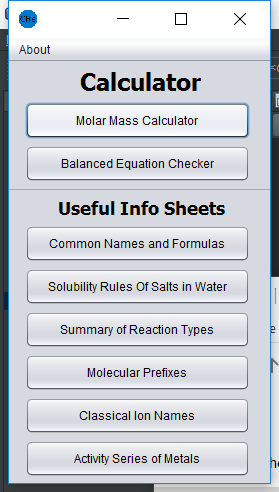 CHe
About
Calculator
Molar Mass Calculator
Balanced Equation Checker
Useful Info Sheets
Common Names and Formulas
Solubility Rules Of Salts in Water
Summary of Reaction Types
Molecular Prefixes
Classical Ion Names
Activity Series of Metals